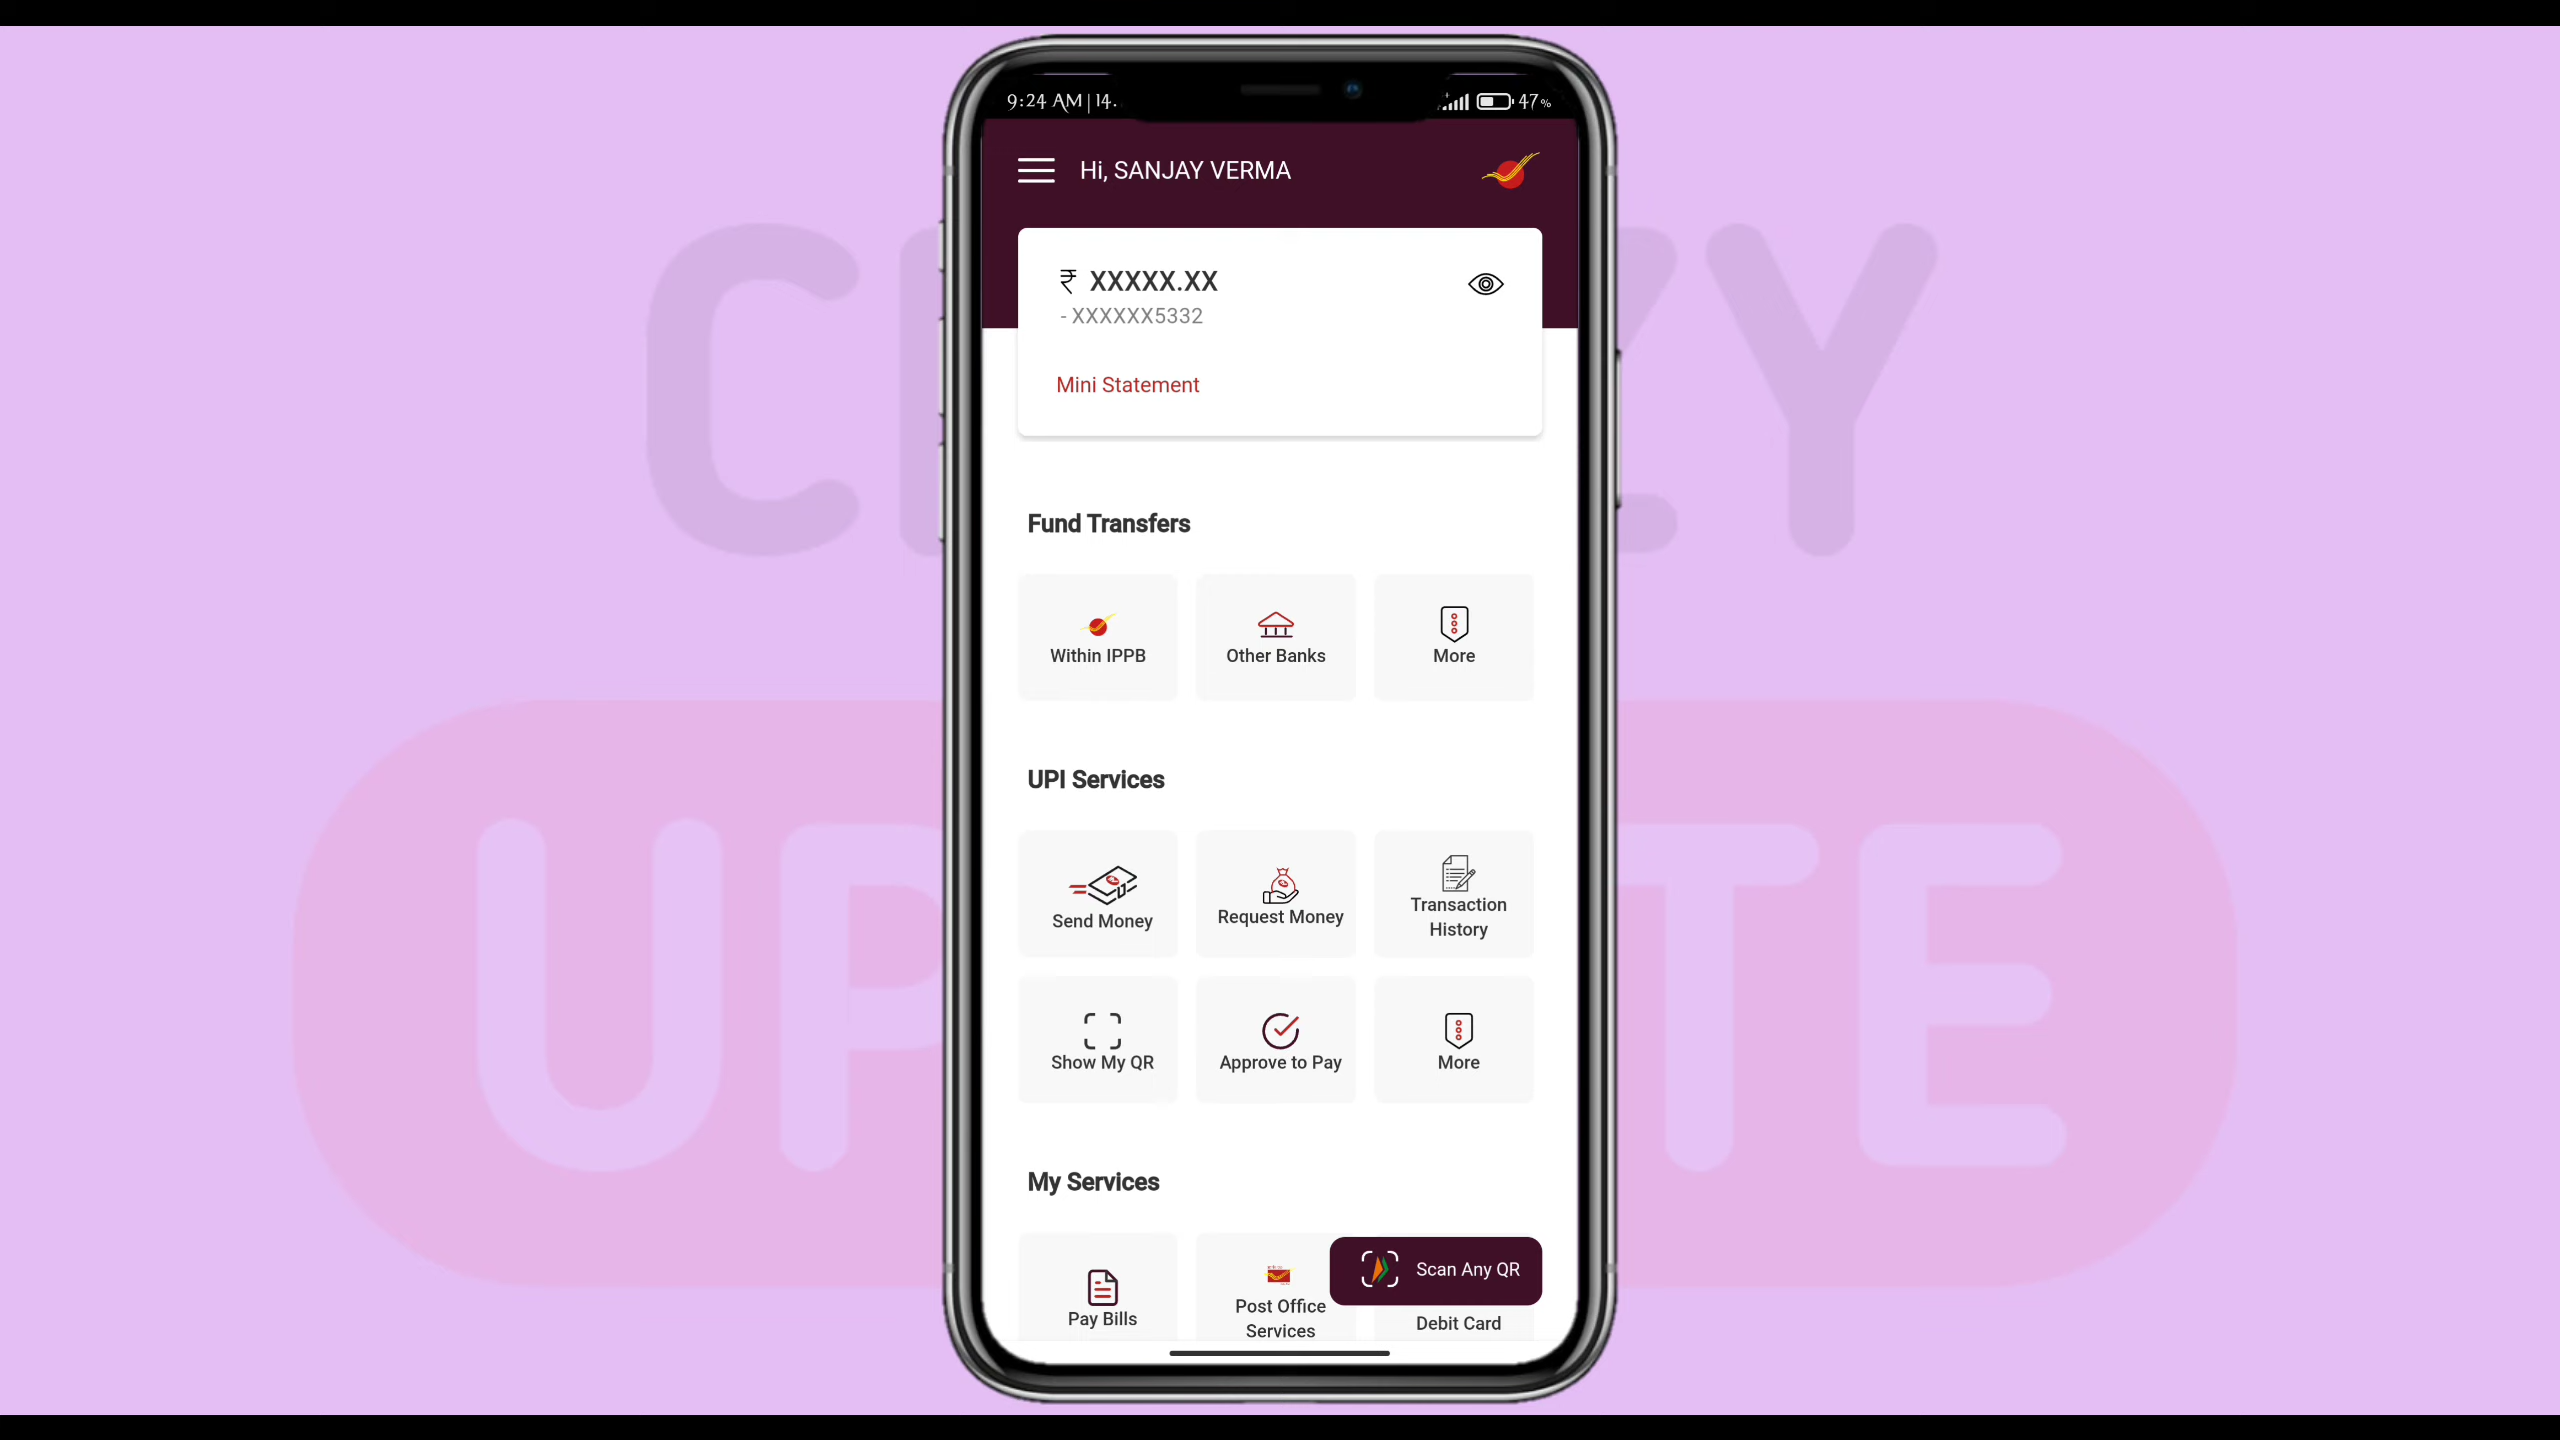 9:24 AM | 14.
47%
Hi, SANJAY VERMA
₹ XXXXX.XX
- XXXXXX5332
Mini Statement
Fund Transfers
Within IPPB
Other Banks
More
UPI Services
Send Money
Request Money
Transaction
History
Show My QR
Approve to Pay
More
My Services
Pay Bills
Post Office
Services
Scan Any QR
Debit Card